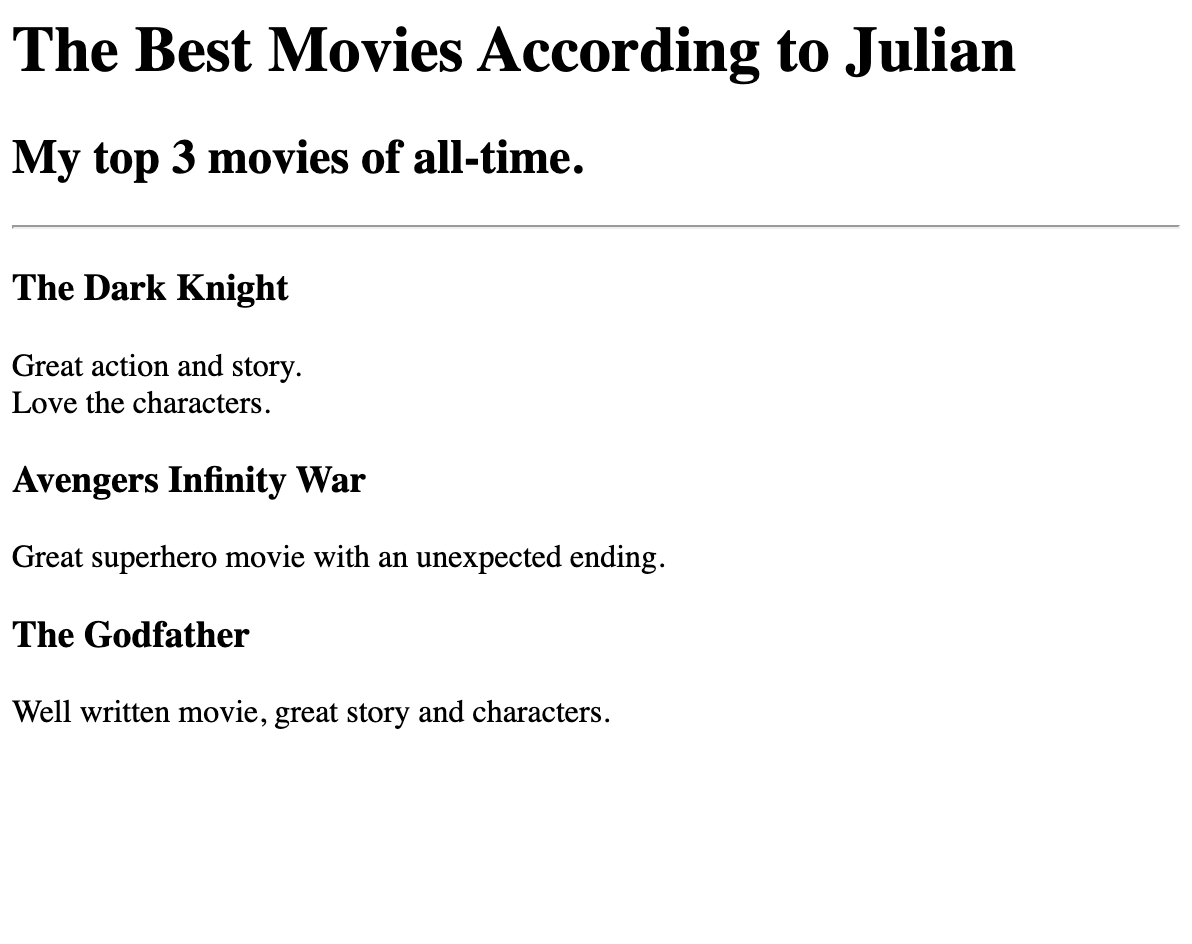 The Best Movies According to Julian
My top 3 movies of all-time.
The Dark Knight
Great action and story.
Love the characters.
Avengers Infinity War
Great superhero movie with an unexpected ending.
The Godfather
Well written movie, great story and characters.